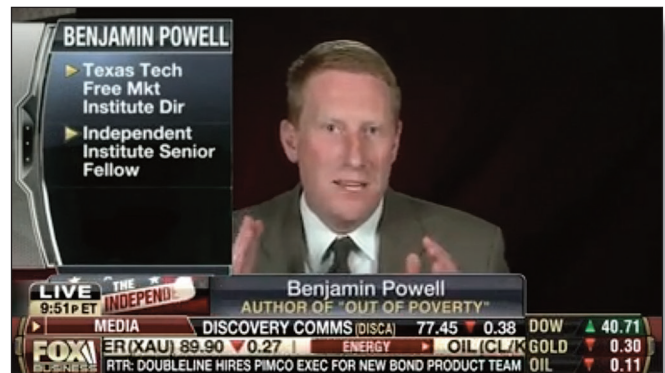 BENJAMIN POWELL
Texas Tech
Free Mkt
Institute Dir
Independent
Institute Senior
Fellow
LIVE
9:51P ET
THE
INDEPENDE
Benjamin Powell
AUTHOR OF "OUT OF POVERTY"
MEDIA DISCOVERY COMMS (DISCA) 77.45 ▼ 0.38 DOW ▲ 40.71
FOX ER(XAU) 89.90 ▼0.27 | ENERGY OIL(CL/K GOLD ▼ 0.30
BUSINESS RTR: DOUBLELINE HIRES PIMCO EXEC FOR NEW BOND PRODUCT TEAM OIL ▼ 0.11